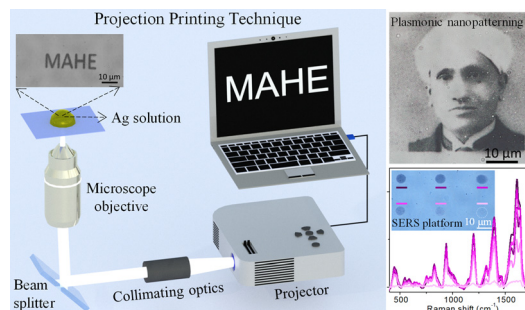 Projection Printing Technique
MAHE
10 μm
Ag solution
MAHE
Microscope
objective
Beam
splitter
Collimating optics
Projector
Plasmonic nanopatterning
10 μm
SERS platform
10 μm
500
1000
1500
Raman shift (cm⁻¹)